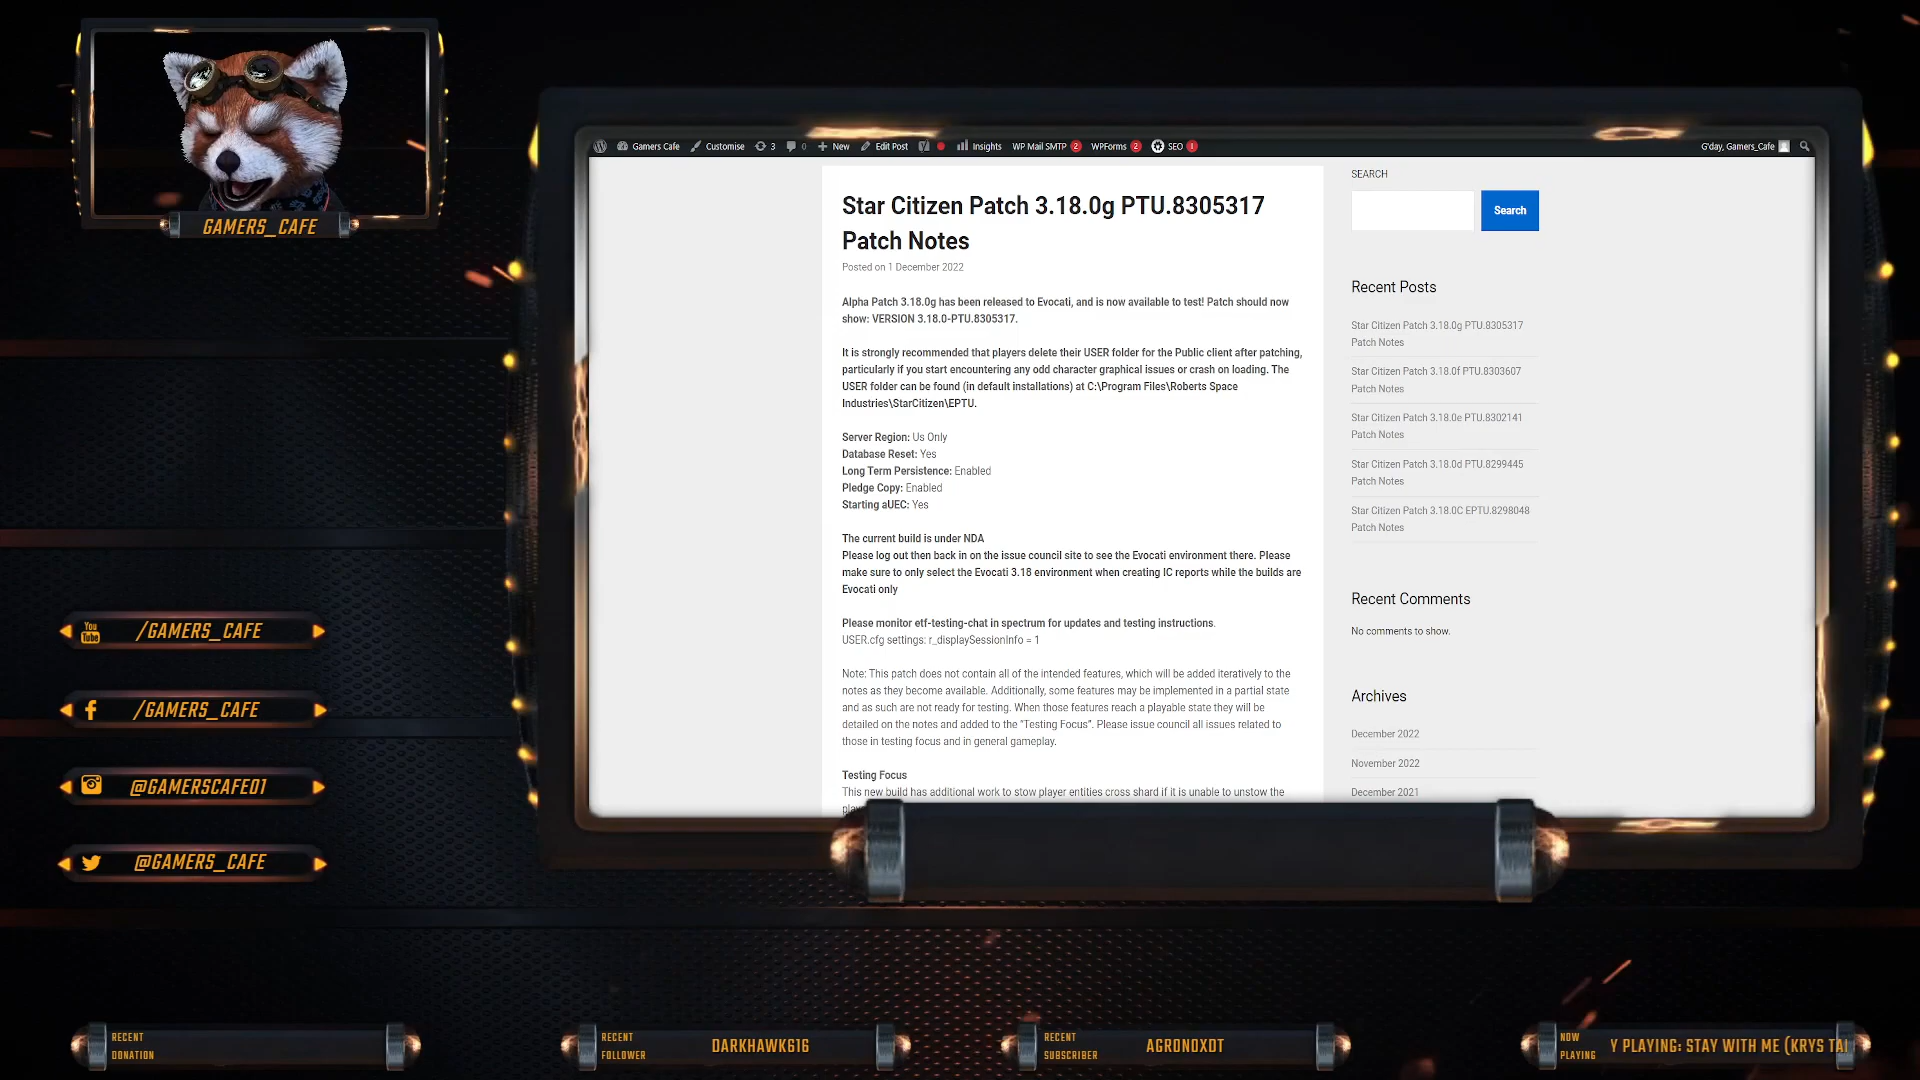 GAMERS_CAFE
Gamers Cafe
Customise
3
0
New
Edit Post
Insights
WP Mail SMTP 2
WPForms 2
SEO 1
G'day, Gamers_Cafe
Star Citizen Patch 3.18.0g PTU.8305317
Patch Notes
Posted on 1 December 2022
Alpha Patch 3.18.0g has been released to Evocati, and is now available to test! Patch should now
show: VERSION 3.18.0-PTU.8305317.
It is strongly recommended that players delete their USER folder for the Public client after patching,
particularly if you start encountering any odd character graphical issues or crash on loading. The
USER folder can be found (in default installations) at C:\Program Files\Roberts Space
Industries\StarCitizen\EPTU.
Server Region: Us Only
Database Reset: Yes
Long Term Persistence: Enabled
Pledge Copy: Enabled
Starting aUEC: Yes
The current build is under NDA
Please log out then back in on the issue council site to see the Evocati environment there. Please
make sure to only select the Evocati 3.18 environment when creating IC reports while the builds are
Evocati only
Please monitor etf-testing-chat in spectrum for updates and testing instructions.
USER.cfg settings: r_displaySessionInfo = 1
Note: This patch does not contain all of the intended features, which will be added iteratively to the
notes as they become available. Additionally, some features may be implemented in a partial state
and as such are not ready for testing. When those features reach a playable state they will be
detailed on the notes and added to the "Testing Focus". Please issue council all issues related to
those in testing focus and in general gameplay.
Testing Focus
This new build has additional work to stow player entities cross shard if it is unable to unstow the
SEARCH
Search
Recent Posts
Star Citizen Patch 3.18.0g PTU.8305317
Patch Notes
Star Citizen Patch 3.18.0f PTU.8303607
Patch Notes
Star Citizen Patch 3.18.0e PTU.8302141
Patch Notes
Star Citizen Patch 3.18.0d PTU.8299445
Patch Notes
Star Citizen Patch 3.18.0C EPTU.8298048
Patch Notes
Recent Comments
No comments to show.
Archives
December 2022
November 2022
December 2021
You Tube
/GAMERS_CAFE
/GAMERS_CAFE
@GAMERSCAFE01
@GAMERS_CAFE
RECENT
DONATION
RECENT
FOLLOWER
DARKHAWK616
RECENT
SUBSCRIBER
AGRONOXDT
NOW
PLAYING
Y PLAYING: STAY WITH ME (KRYS TAI